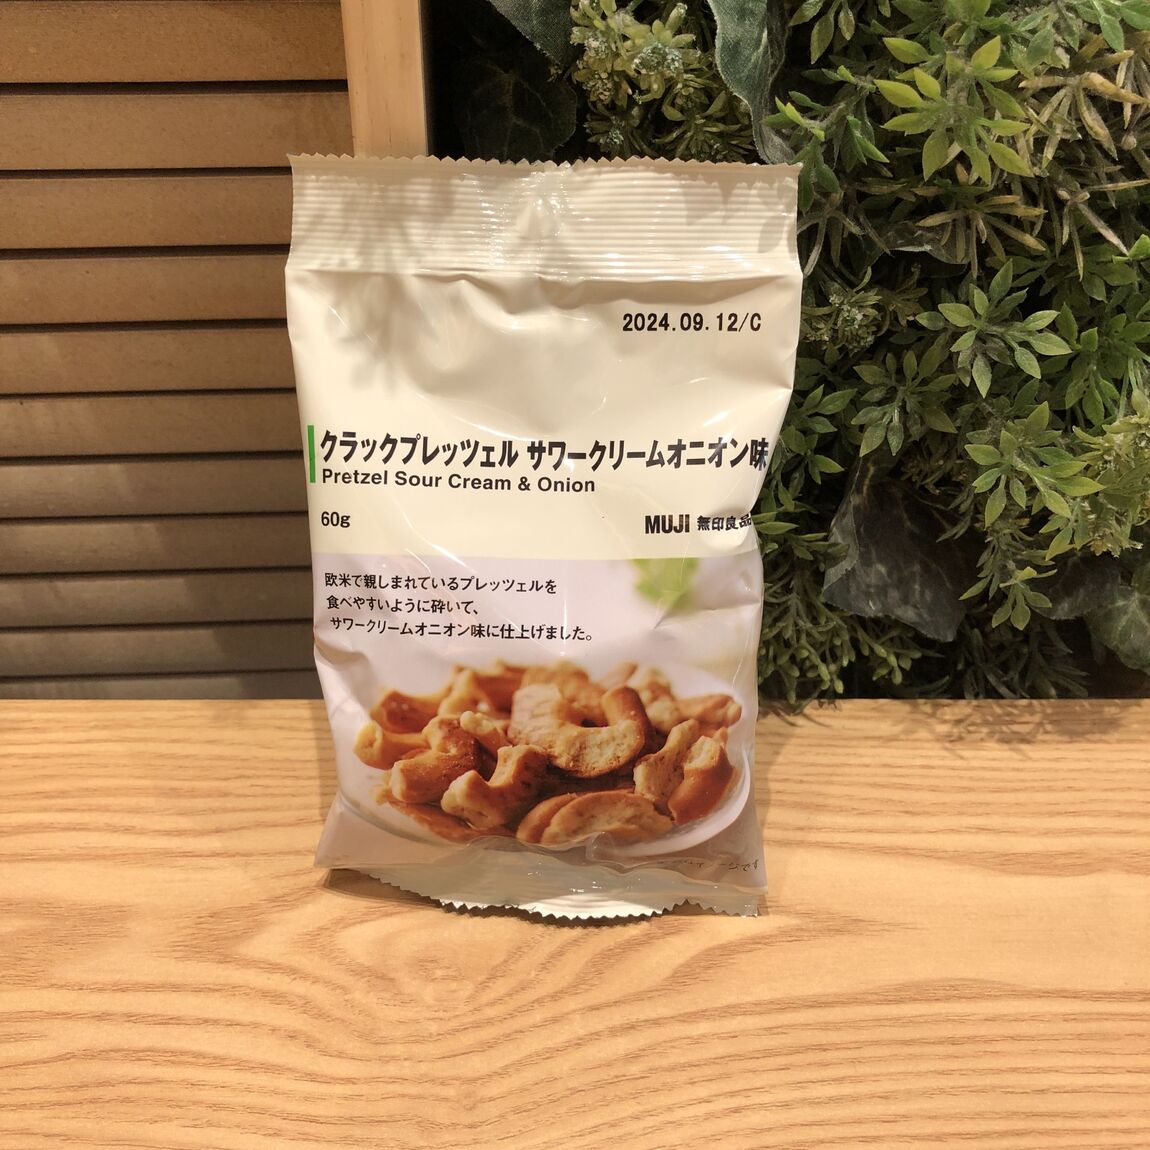 2024.09.12/C
クラックプレッツェル サワークリームオニオン味
Pretzel Sour Cream & Onion
60g
MUJI 無印良品
欧米で親しまれているプレッツェルを
食べやすいように砕いて、
サワークリームオニオン味に仕上げました。